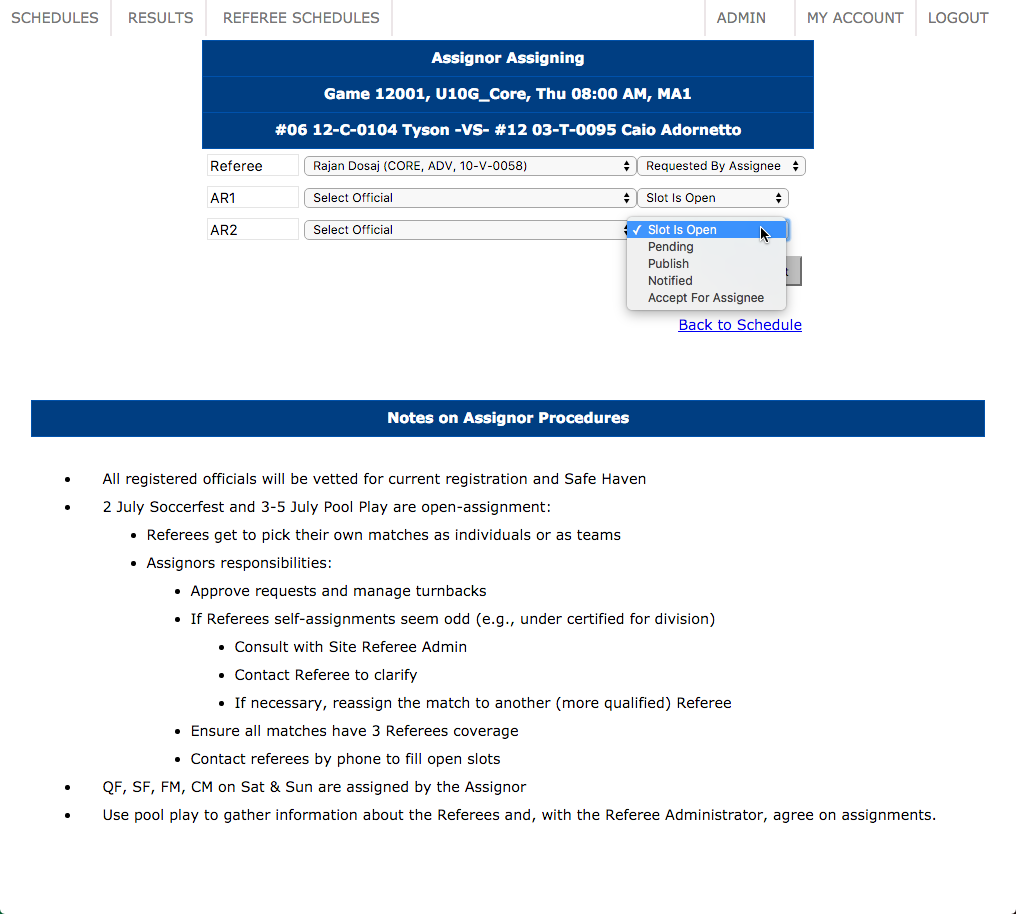 SCHEDULES RESULTS REFEREE SCHEDULES ADMIN MY ACCOUNT LOGOUT
Assignor Assigning
Game 12001, U10G_Core, Thu 08:00 AM, MA1
#06 12-C-0104 Tyson -VS- #12 03-T-0095 Caio Adornetto
Referee Rajan Dosaj (CORE, ADV, 10-V-0058) Requested By Assignee
AR1 Select Official Slot Is Open
AR2 Select Official ✓ Slot Is Open
Pending
Publish
Notified
Accept For Assignee
Back to Schedule
Notes on Assignor Procedures
• All registered officials will be vetted for current registration and Safe Haven
• 2 July Soccerfest and 3-5 July Pool Play are open-assignment:
• Referees get to pick their own matches as individuals or as teams
• Assignors responsibilities:
• Approve requests and manage turnbacks
• If Referees self-assignments seem odd (e.g., under certified for division)
• Consult with Site Referee Admin
• Contact Referee to clarify
• If necessary, reassign the match to another (more qualified) Referee
• Ensure all matches have 3 Referees coverage
• Contact referees by phone to fill open slots
• QF, SF, FM, CM on Sat & Sun are assigned by the Assignor
• Use pool play to gather information about the Referees and, with the Referee Administrator, agree on assignments.